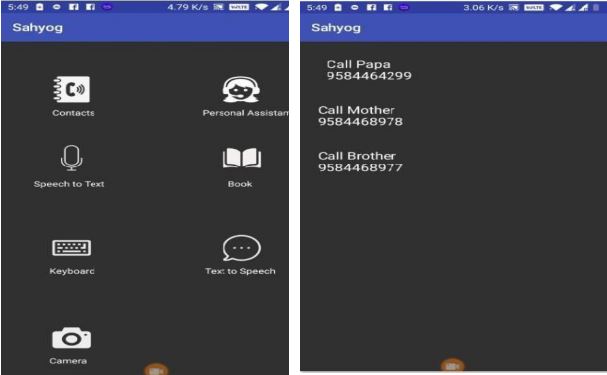 5:49
4.79 K/s
VoLTE
Sahyog
Contacts
Personal Assistan
Speech to Text
Book
Keyboard
Text to Speech
Camera
5:49
3.06 K/s
VoLTE
Sahyog
Call Papa
9584464299
Call Mother
9584468978
Call Brother
9584468977